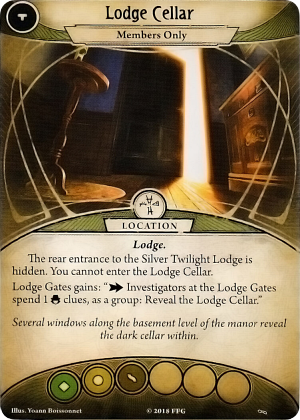 Lodge Cellar
Members Only
LOCATION
Lodge.
The rear entrance to the Silver Twilight Lodge is
hidden. You cannot enter the Lodge Cellar.
Lodge Gates gains: “ Investigators at the Lodge Gates
spend 1 clues, as a group: Reveal the Lodge Cellar.”
Several windows along the basement level of the manor reveal
the dark cellar within.
Illus. Yoann Boissonnet
© 2018 FFG